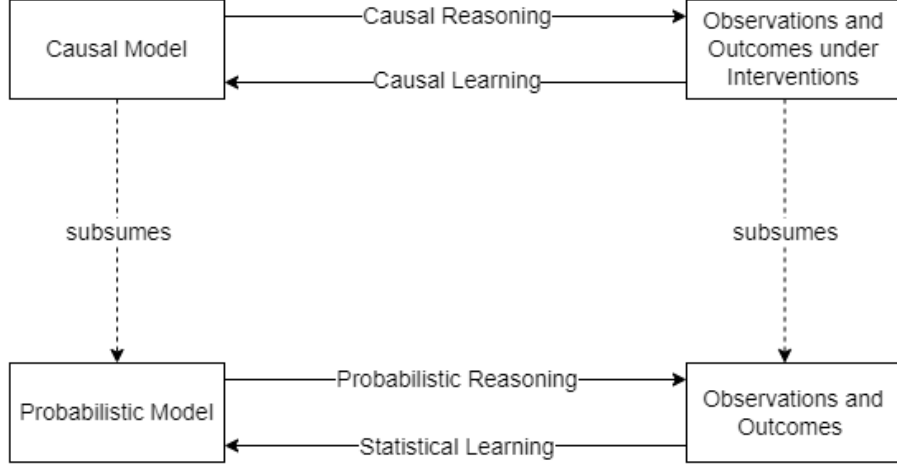 Causal Model
Causal Reasoning
Causal Learning
Observations and
Outcomes under
Interventions
subsumes
subsumes
Probabilistic Model
Probabilistic Reasoning
Statistical Learning
Observations and
Outcomes